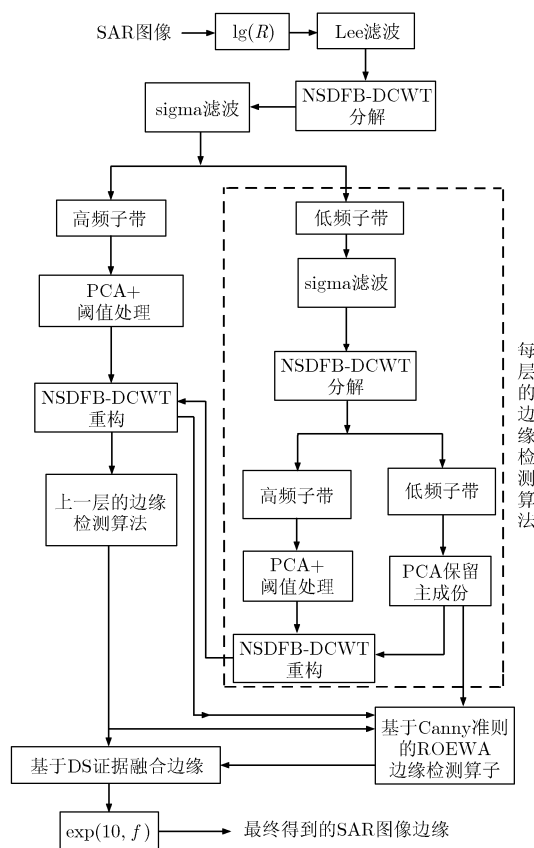 SAR图像
lg(R)
Lee滤波
NSDFB-DCWT
分解
sigma滤波
高频子带
低频子带
PCA+
阈值处理
sigma滤波
NSDFB-DCWT
分解
NSDFB-DCWT
重构
高频子带
低频子带
上一层的边缘
检测算法
PCA+
阈值处理
PCA保留
主成份
NSDFB-DCWT
重构
每层的边缘检测算法
基于Canny准则
的ROEWA
边缘检测算子
基于DS证据融合边缘
exp(10, f)
最终得到的SAR图像边缘